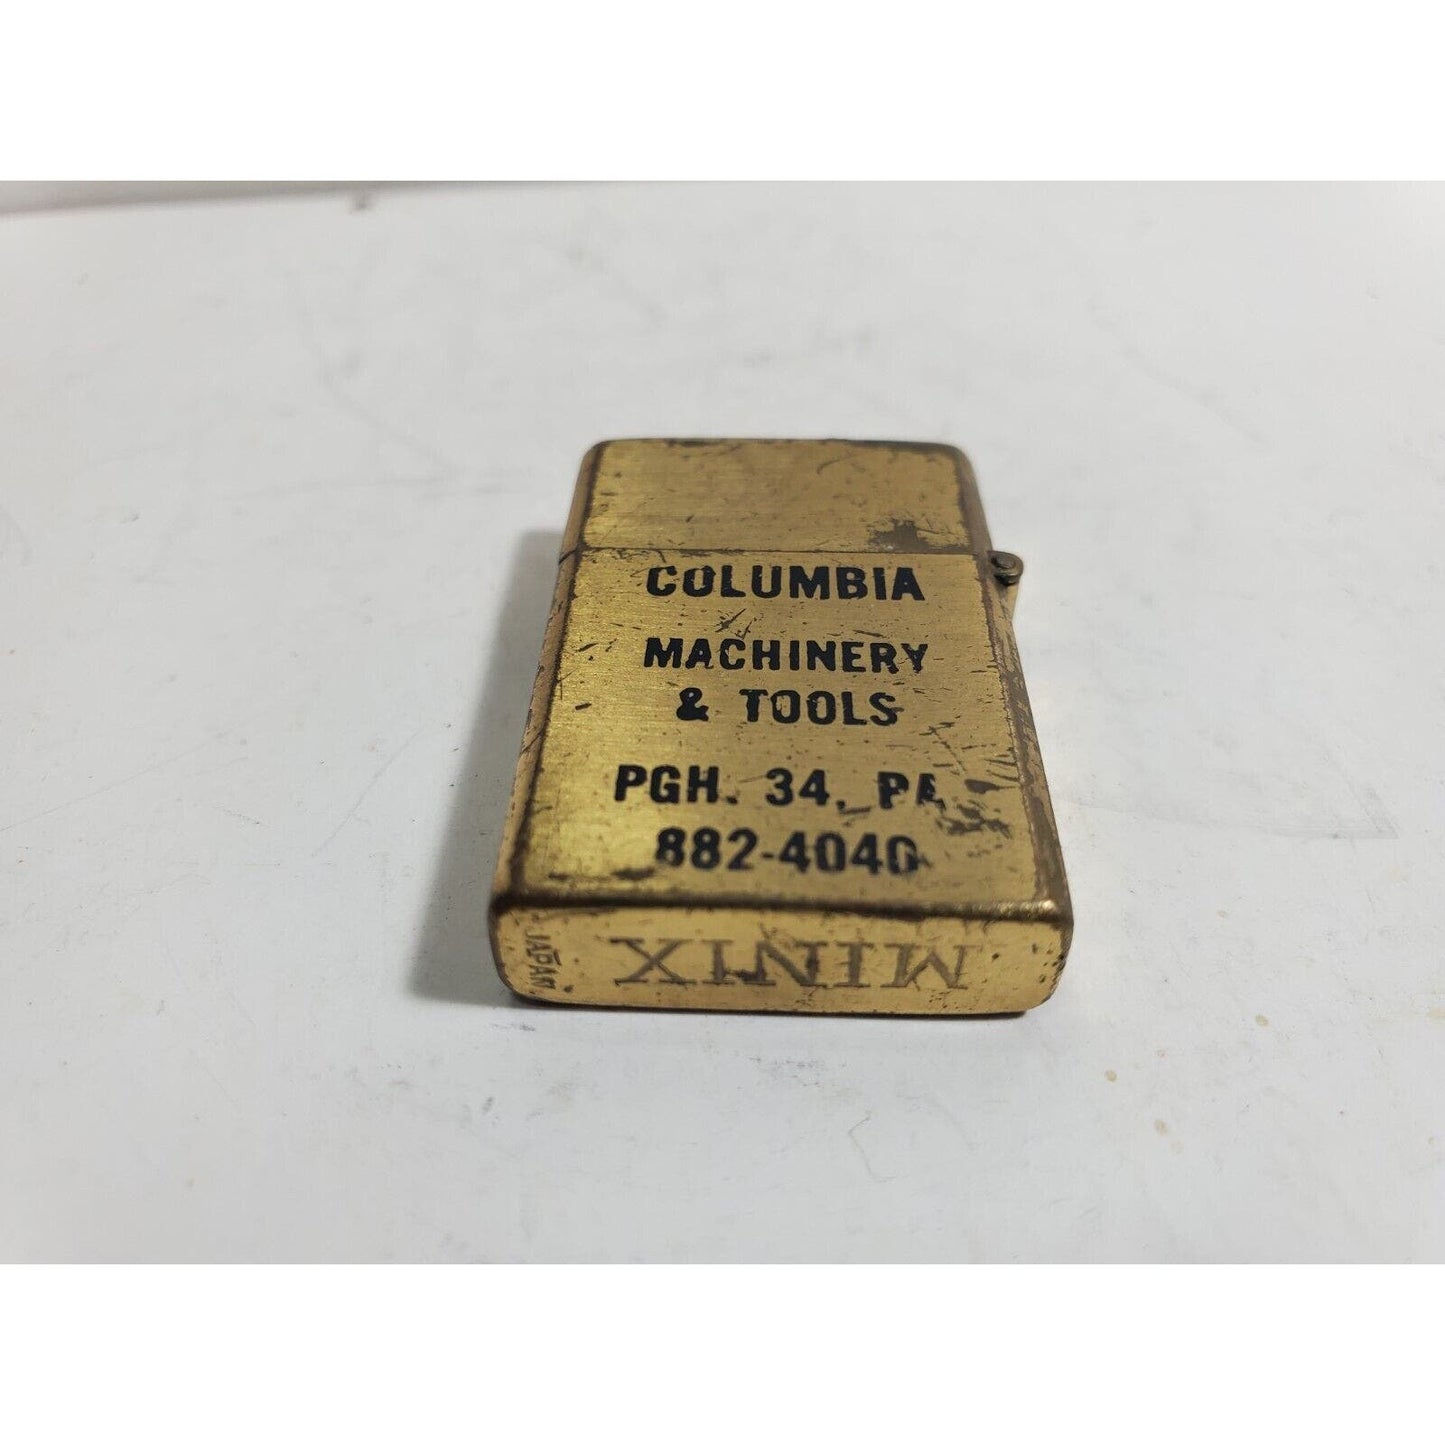 COLUMBIA
MACHINERY
& TOOLS
PGH. 34, PA.
882-4040
MINIX
JAPAN